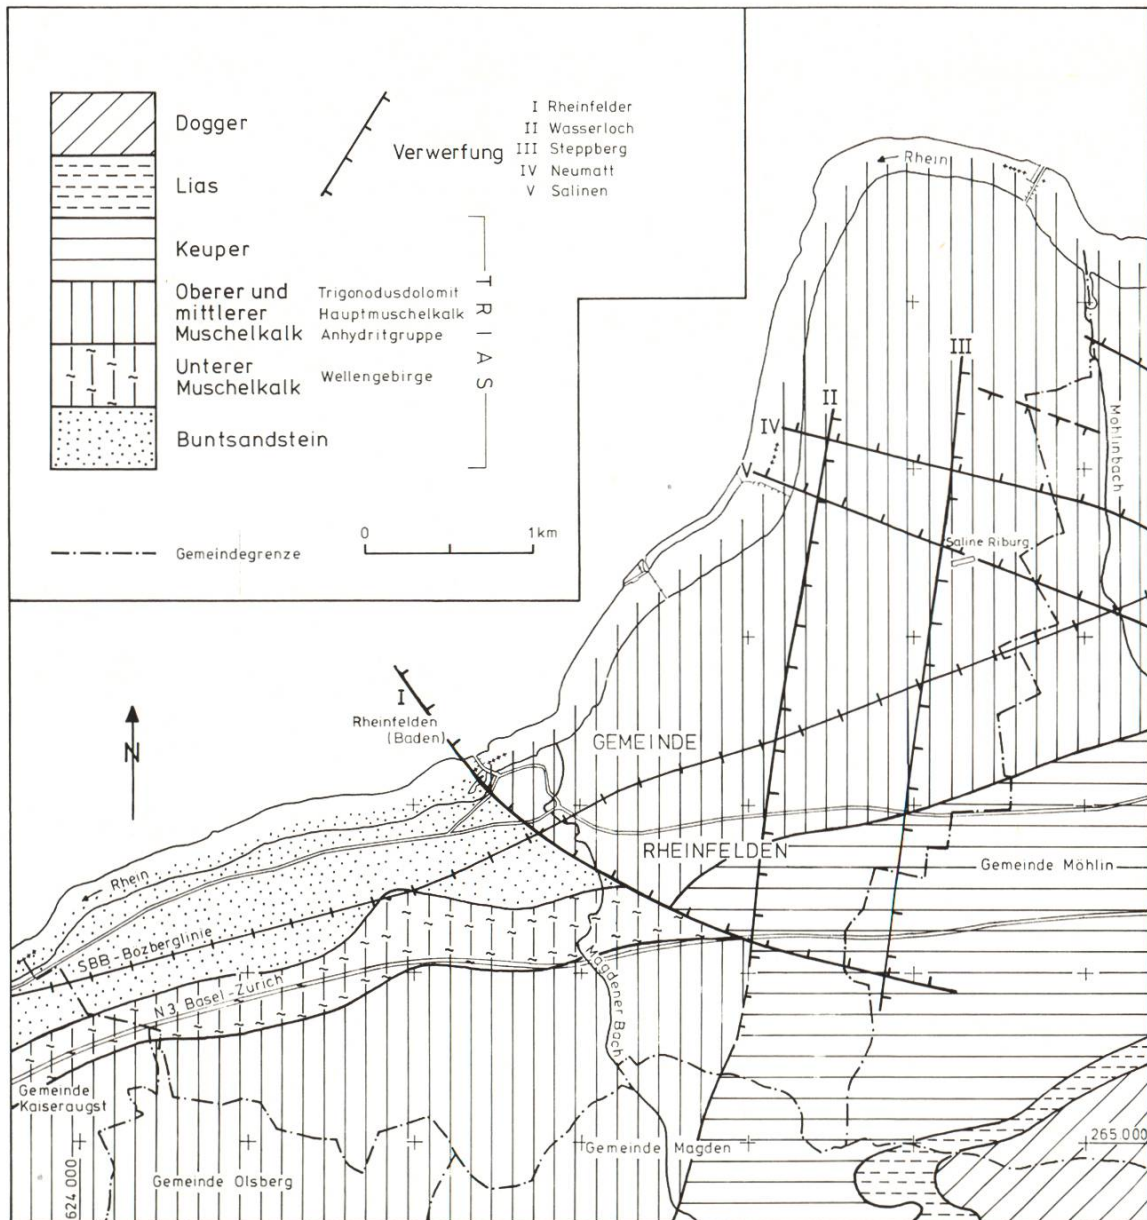 Dogger
Lias
Keuper
Oberer und mittlerer Muschelkalk
Trigonodusdolomit
Hauptmuschelkalk
Anhydritgruppe
Unterer Muschelkalk
Wellengebirge
Buntsandstein
TRIAS
Verwerfung
I Rheinfelder
II Wasserloch
III Steppberg
IV Neumatt
V Salinen
Gemeindegrenze
0 1km
← Rhein
III
II
IV
V
Möhlinbach
Saline Riburg
I
Rheinfelden
(Baden)
N
GEMEINDE
RHEINFELDEN
Gemeinde Möhlin
← Rhein
SBB-Bözberglinie
N3 Basel-Zürich
Magdener Bach
Gemeinde
Kaiseraugst
Gemeinde Magden
265.000
Gemeinde Olsberg
624 000